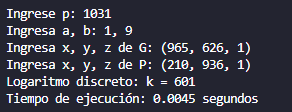 Ingrese p: 1031
Ingresa a, b: 1, 9
Ingresa x, y, z de G: (965, 626, 1)
Ingresa x, y, z de P: (210, 936, 1)
Logaritmo discreto: k = 601
Tiempo de ejecución: 0.0045 segundos